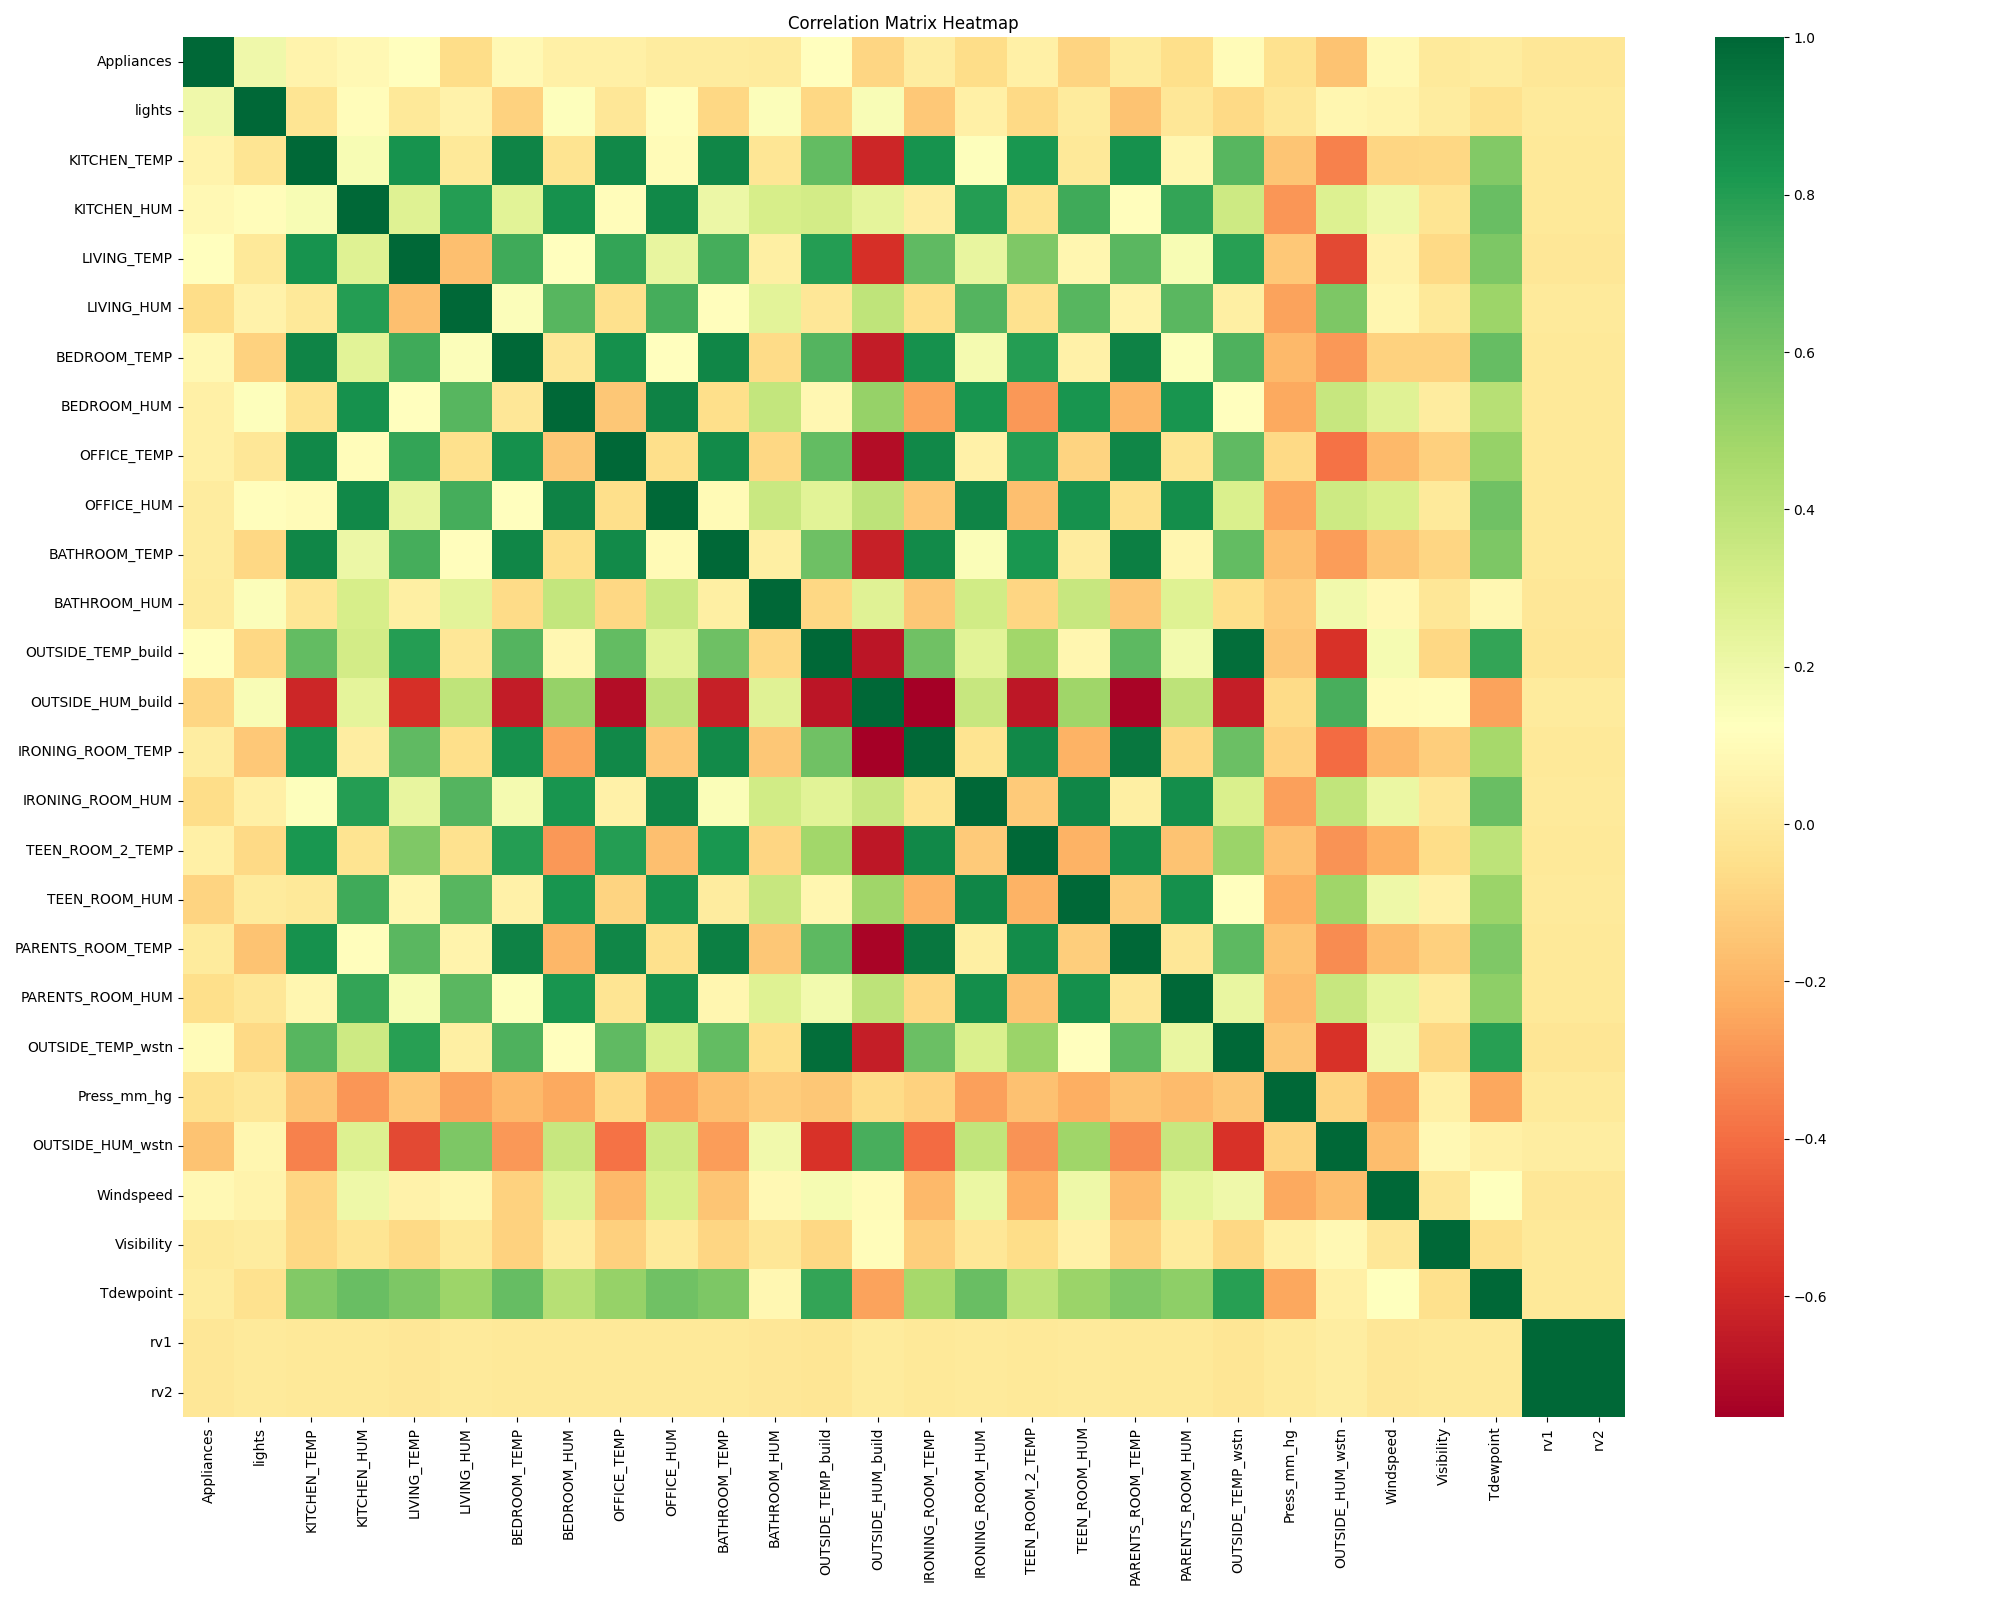 Correlation Matrix Heatmap
Appliances
lights
KITCHEN_TEMP
KITCHEN_HUM
LIVING_TEMP
LIVING_HUM
BEDROOM_TEMP
BEDROOM_HUM
OFFICE_TEMP
OFFICE_HUM
BATHROOM_TEMP
BATHROOM_HUM
OUTSIDE_TEMP_build
OUTSIDE_HUM_build
IRONING_ROOM_TEMP
IRONING_ROOM_HUM
TEEN_ROOM_2_TEMP
TEEN_ROOM_HUM
PARENTS_ROOM_TEMP
PARENTS_ROOM_HUM
OUTSIDE_TEMP_wstn
Press_mm_hg
OUTSIDE_HUM_wstn
Windspeed
Visibility
Tdewpoint
rv1
rv2
Appliances
lights
KITCHEN_TEMP
KITCHEN_HUM
LIVING_TEMP
LIVING_HUM
BEDROOM_TEMP
BEDROOM_HUM
OFFICE_TEMP
OFFICE_HUM
BATHROOM_TEMP
BATHROOM_HUM
OUTSIDE_TEMP_build
OUTSIDE_HUM_build
IRONING_ROOM_TEMP
IRONING_ROOM_HUM
TEEN_ROOM_2_TEMP
TEEN_ROOM_HUM
PARENTS_ROOM_TEMP
PARENTS_ROOM_HUM
OUTSIDE_TEMP_wstn
Press_mm_hg
OUTSIDE_HUM_wstn
Windspeed
Visibility
Tdewpoint
rv1
rv2
1.0
0.8
0.6
0.4
0.2
0.0
−0.2
−0.4
−0.6